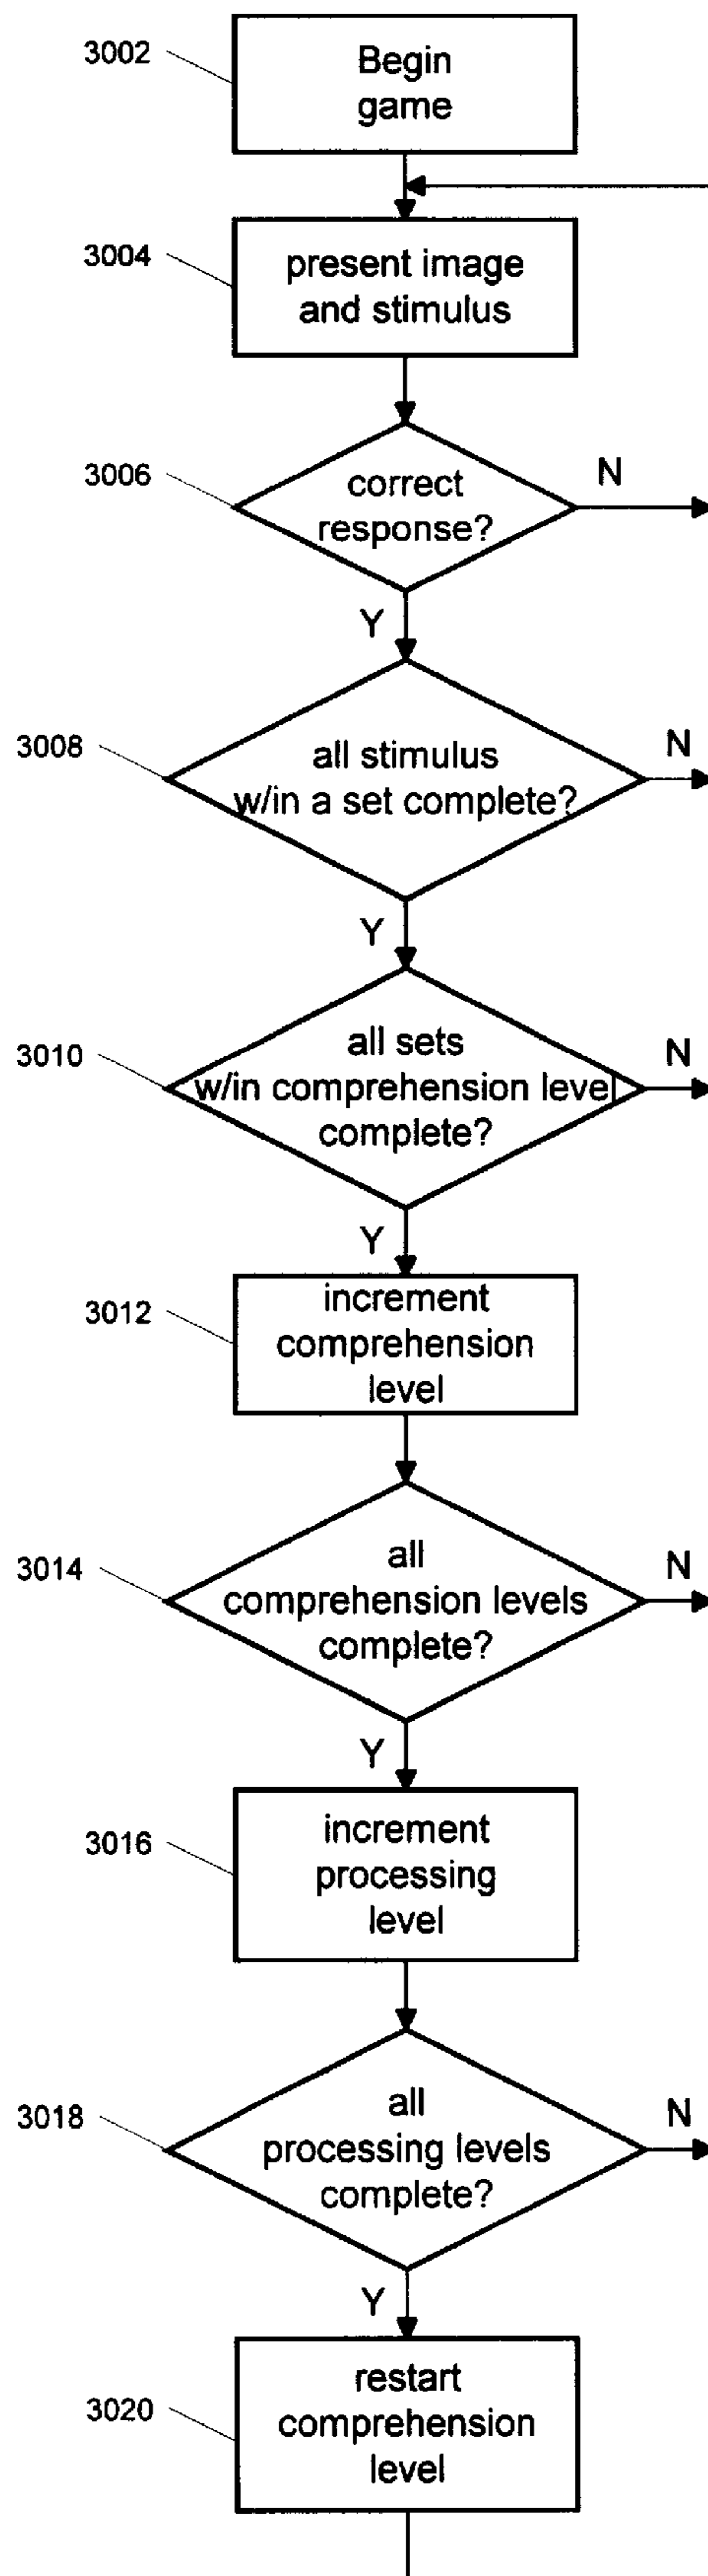 3002
Begin
game
3004
present image
and stimulus
3006
correct
response?
N
Y
3008
all stimulus
w/in a set complete?
N
Y
3010
all sets
w/in comprehension level
complete?
N
Y
3012
increment
comprehension
level
3014
all
comprehension levels
complete?
N
Y
3016
increment
processing
level
3018
all
processing levels
complete?
N
Y
3020
restart
comprehension
level